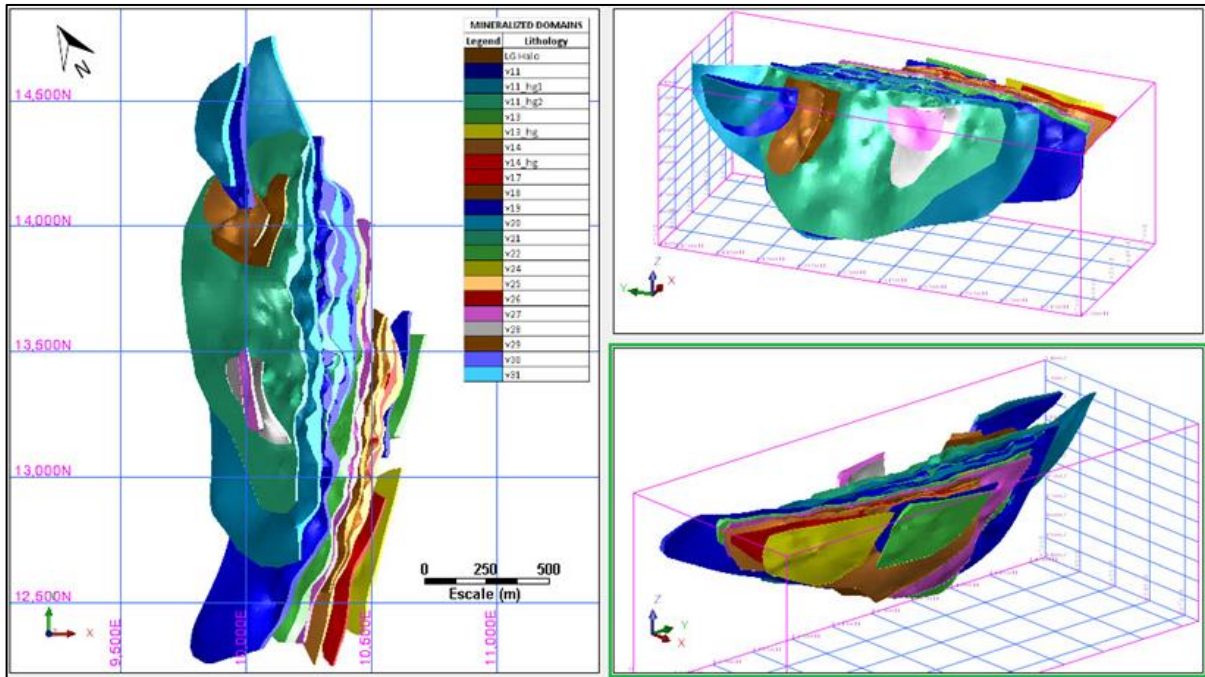 MINERALIZED DOMAINS
Legend Lithology
LG Halo
v11
v11_hg1
v11_hg2
v13
v13_hg
v14
v14_hg
v17
v18
v19
v20
v21
v22
v24
v25
v26
v27
v28
v29
v30
v31
N
14,500N
14,000N
13,500N
13,000N
12,500N
9,500E
10,000E
10,500E
11,000E
0 250 500
Escale (m)
X
Z
Y
X
Z
Y
X